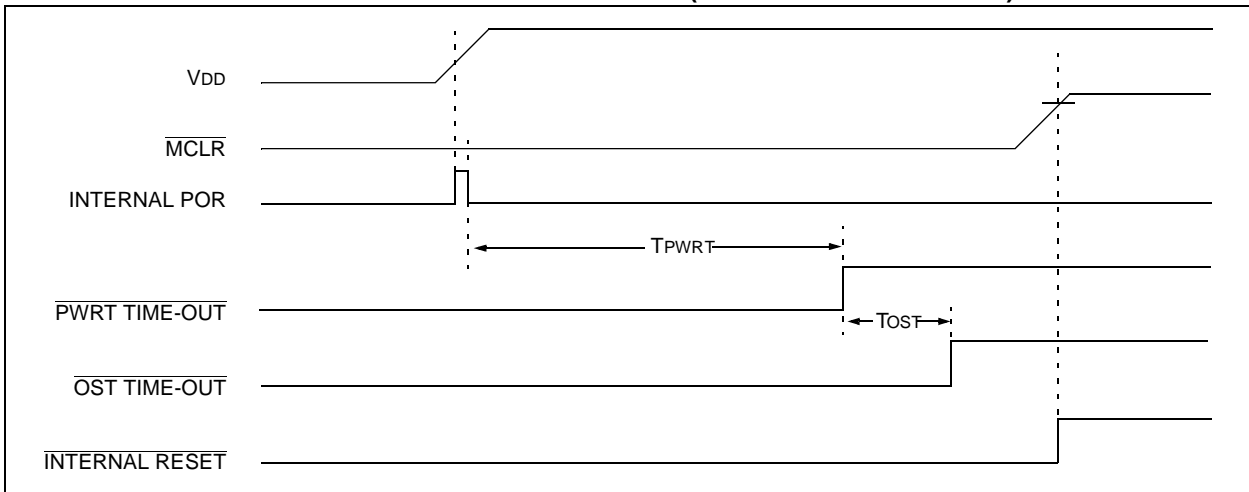 VDD
MCLR
INTERNAL POR
TPWRT
PWRT TIME-OUT
TOST
OST TIME-OUT
INTERNAL RESET